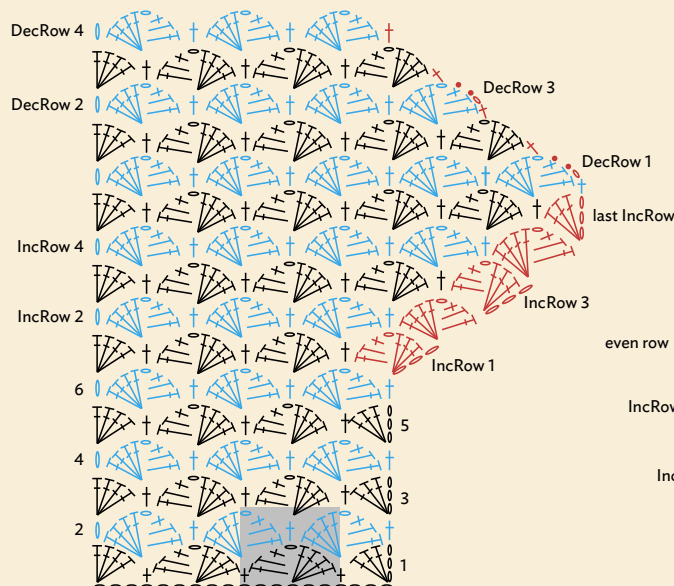 DecRow 4
DecRow 3
DecRow 2
DecRow 1
last IncRow
IncRow 4
IncRow 3
IncRow 2
even row
IncRow 1
6
IncRow
5
4
3
2
1